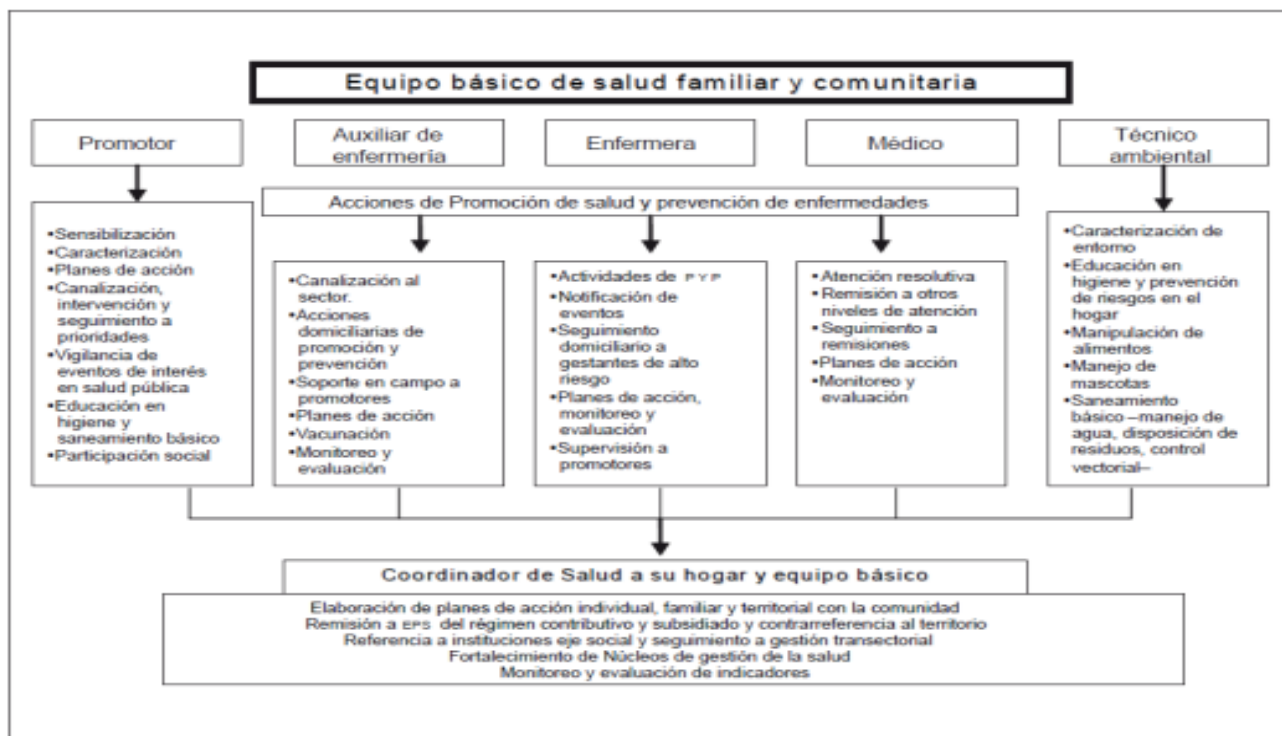 Equipo básico de salud familiar y comunitaria
Promotor
Auxiliar de
enfermería
Enfermera
Médico
Técnico
ambiental
Acciones de Promoción de salud y prevención de enfermedades
•Sensibilización
•Caracterización
•Planes de acción
•Canalización,
intervención y
seguimiento a
prioridades
•Vigilancia de
eventos de interés
en salud pública
•Educación en
higiene y
saneamiento básico
•Participación social
•Canalización al
sector.
•Acciones
domiciliarias de
promoción y
prevención
•Soporte en campo a
promotores
•Planes de acción
•Vacunación
•Monitoreo y
evaluación
•Actividades de PYP
•Notificación de
eventos
•Seguimiento
domiciliario a
gestantes de alto
riesgo
•Planes de acción,
monitoreo y
evaluación
•Supervisión a
promotores
•Atención resolutiva
•Remisión a otros
niveles de atención
•Seguimiento a
remisiones
•Planes de acción
•Monitoreo y
evaluación
•Caracterización de
entorno
•Educación en
higiene y prevención
de riesgos en el
hogar
•Manipulación de
alimentos
•Manejo de
mascotas
•Saneamiento
básico –manejo de
agua, disposición de
residuos, control
vectorial–
Coordinador de Salud a su hogar y equipo básico
Elaboración de planes de acción individual, familiar y territorial con la comunidad
Remisión a EPS del régimen contributivo y subsidiado y contrarreferencia al territorio
Referencia a instituciones eje social y seguimiento a gestión transectorial
Fortalecimiento de Núcleos de gestión de la salud
Monitoreo y evaluación de indicadores